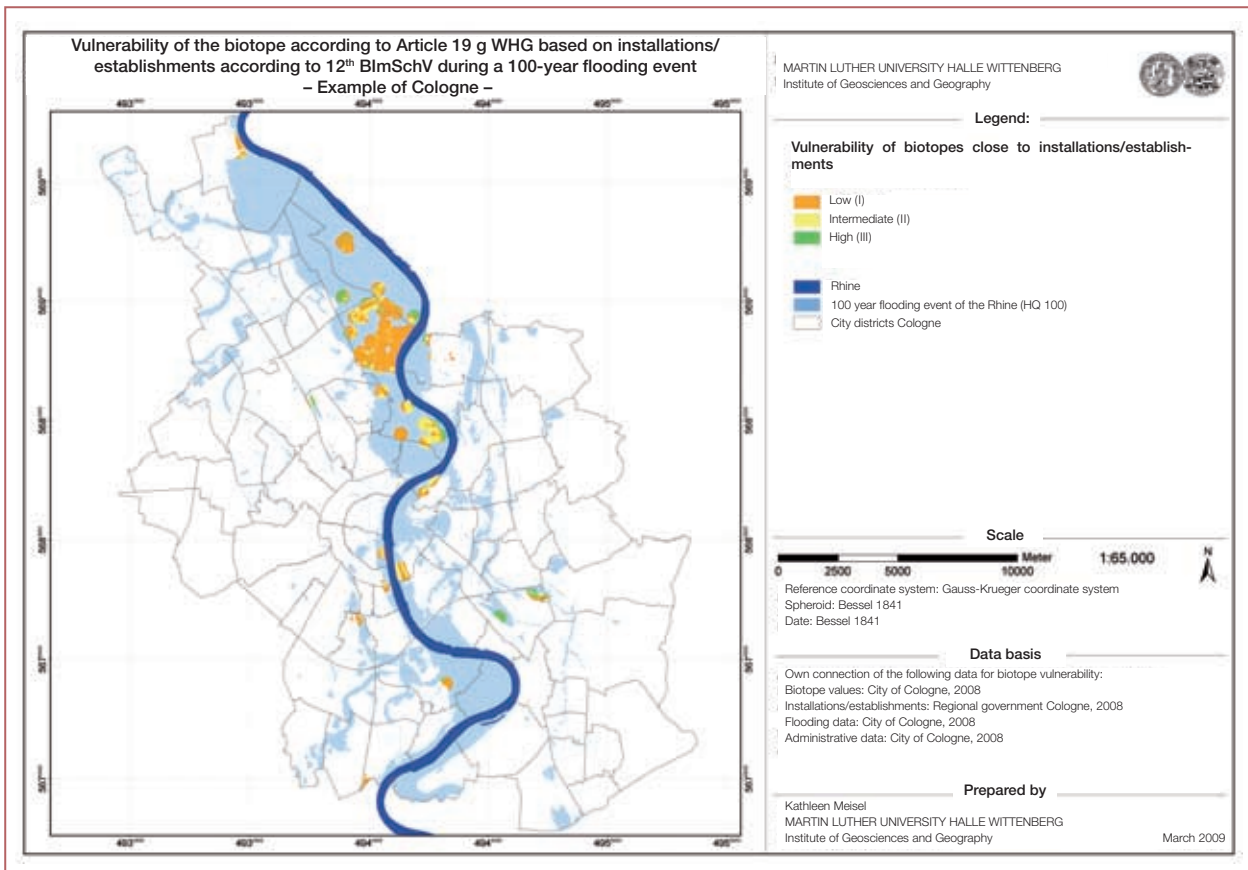 Vulnerability of the biotope according to Article 19 g WHG based on installations/
establishments according to 12th BImSchV during a 100-year flooding event
– Example of Cologne –
MARTIN LUTHER UNIVERSITY HALLE WITTENBERG
Institute of Geosciences and Geography
Legend:
Vulnerability of biotopes close to installations/establish-
ments
Low (I)
Intermediate (II)
High (III)
Rhine
100 year flooding event of the Rhine (HQ 100)
City districts Cologne
Scale
Meter
0 2500 5000 10000
1:65.000
N
Reference coordinate system: Gauss-Krueger coordinate system
Spheroid: Bessel 1841
Date: Bessel 1841
Data basis
Own connection of the following data for biotope vulnerability:
Biotope values: City of Cologne, 2008
Installations/establishments: Regional government Cologne, 2008
Flooding data: City of Cologne, 2008
Administrative data: City of Cologne, 2008
Prepared by
Kathleen Meisel
MARTIN LUTHER UNIVERSITY HALLE WITTENBERG
Institute of Geosciences and Geography
March 2009